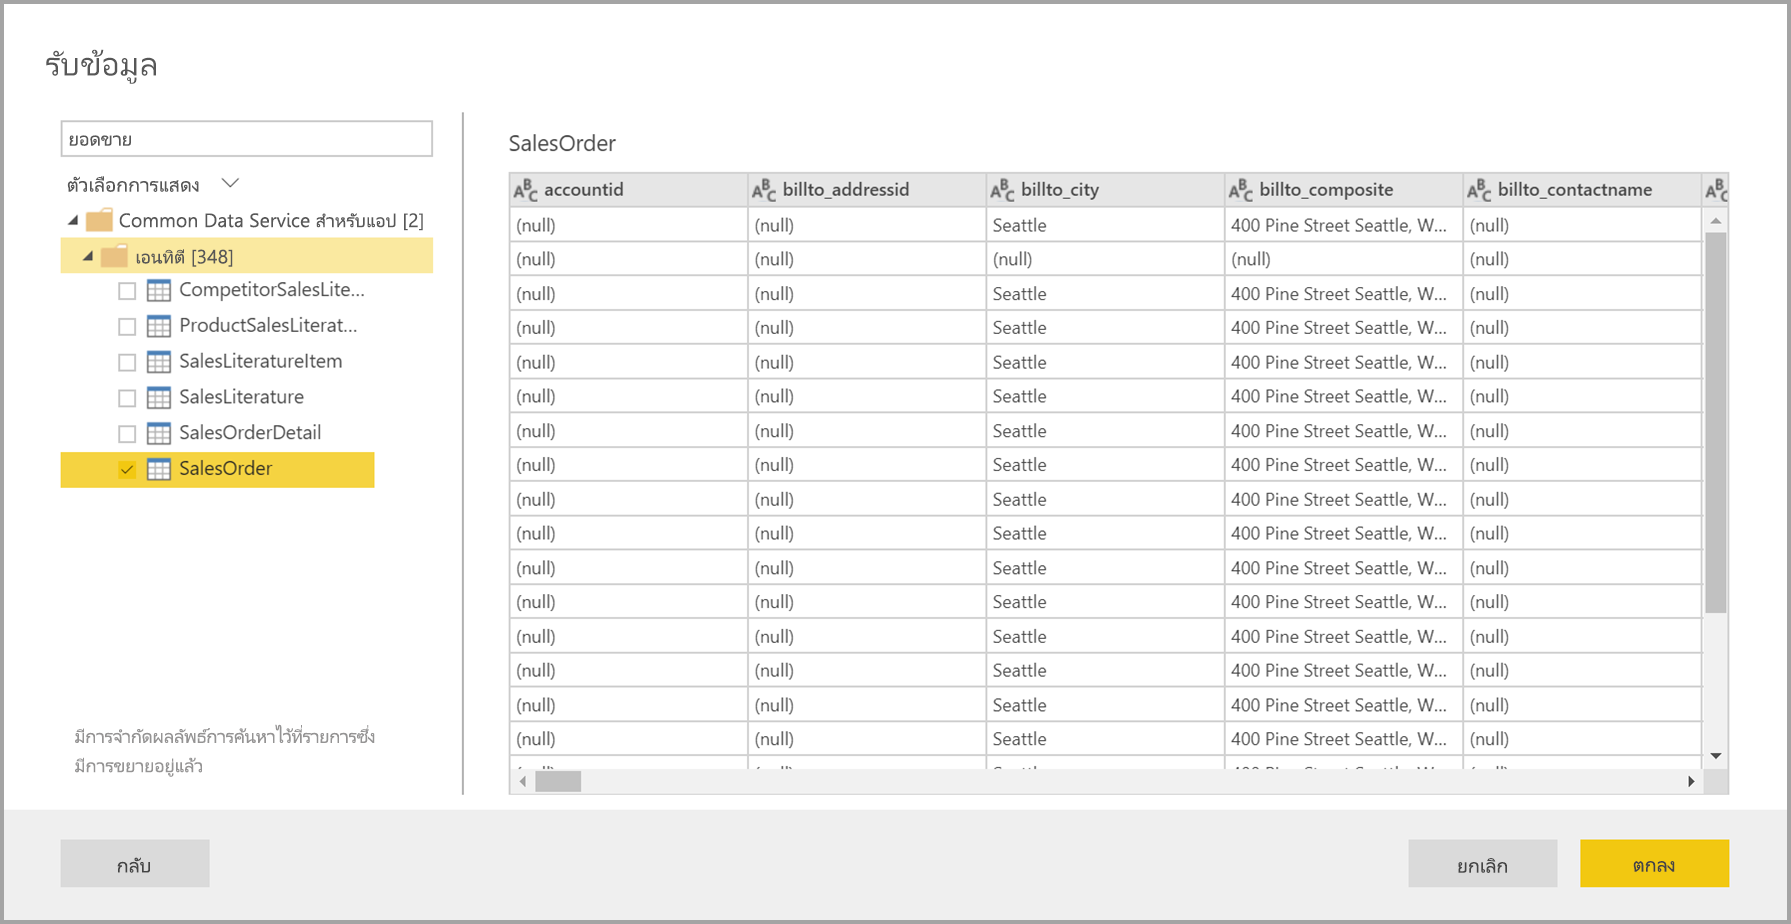 รับข้อมูล
ยอดขาย
ตัวเลือกการแสดง
Common Data Service สำหรับแอป [2]
เอนทิตี [348]
CompetitorSalesLite...
ProductSalesLiterat...
SalesLiteratureItem
SalesLiterature
SalesOrderDetail
SalesOrder
มีการจำกัดผลลัพธ์การค้นหาไว้ที่รายการซึ่ง
มีการขยายอยู่แล้ว
SalesOrder
ABC accountid ABC billto_addressid ABC billto_city ABC billto_composite ABC billto_contactname ABC
(null) (null) Seattle 400 Pine Street Seattle, W... (null)
(null) (null) (null) (null) (null)
(null) (null) Seattle 400 Pine Street Seattle, W... (null)
(null) (null) Seattle 400 Pine Street Seattle, W... (null)
(null) (null) Seattle 400 Pine Street Seattle, W... (null)
(null) (null) Seattle 400 Pine Street Seattle, W... (null)
(null) (null) Seattle 400 Pine Street Seattle, W... (null)
(null) (null) Seattle 400 Pine Street Seattle, W... (null)
(null) (null) Seattle 400 Pine Street Seattle, W... (null)
(null) (null) Seattle 400 Pine Street Seattle, W... (null)
(null) (null) Seattle 400 Pine Street Seattle, W... (null)
(null) (null) Seattle 400 Pine Street Seattle, W... (null)
(null) (null) Seattle 400 Pine Street Seattle, W... (null)
(null) (null) Seattle 400 Pine Street Seattle, W... (null)
(null) (null) Seattle 400 Pine Street Seattle, W... (null)
(null) (null) Seattle 400 Pine Street Seattle, W... (null)
กลับ
ยกเลิก
ตกลง